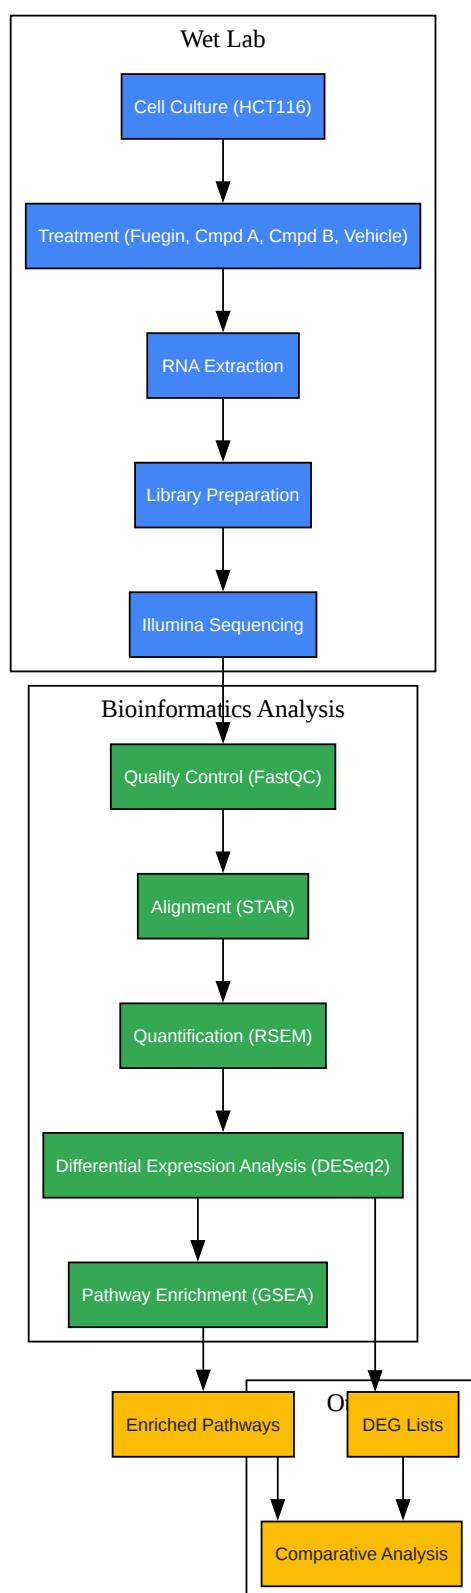 Wet Lab
Cell Culture (HCT116)
Treatment (Fuegin, Cmpd A, Cmpd B, Vehicle)
RNA Extraction
Library Preparation
Illumina Sequencing
Bioinformatics Analysis
Quality Control (FastQC)
Alignment (STAR)
Quantification (RSEM)
Differential Expression Analysis (DESeq2)
Pathway Enrichment (GSEA)
Enriched Pathways
DEG Lists
Comparative Analysis